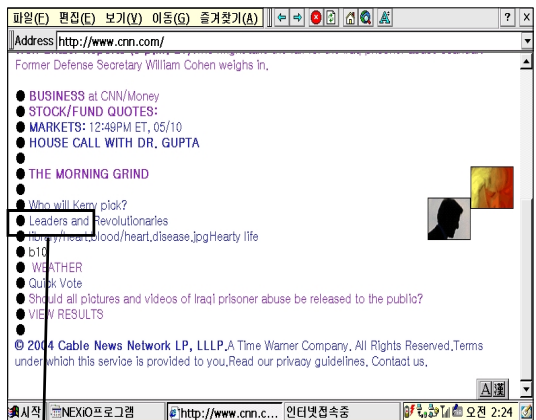 파일(F) 편집(E) 보기(V) 이동(G) 즐겨찾기(A)
Address http://www.cnn.com/
Former Defense Secretary William Cohen weighs in.
BUSINESS at CNN/Money
STOCK/FUND QUOTES:
MARKETS: 12:49PM ET, 05/10
HOUSE CALL WITH DR. GUPTA
THE MORNING GRIND
Who will Kerry pick?
Leaders and Revolutionaries
library/heart.blood/heart.disease.jpgHearty life
b10
WEATHER
Quick Vote
Should all pictures and videos of Iraqi prisoner abuse be released to the public?
VIEW RESULTS
© 2004 Cable News Network LP, LLLP.A Time Warner Company. All Rights Reserved.Terms
under which this service is provided to you.Read our privacy guidelines. Contact us.
A 漢
시작 NEXiO프로그램 http://www.cnn.c... 인터넷접속중 오전 2:24